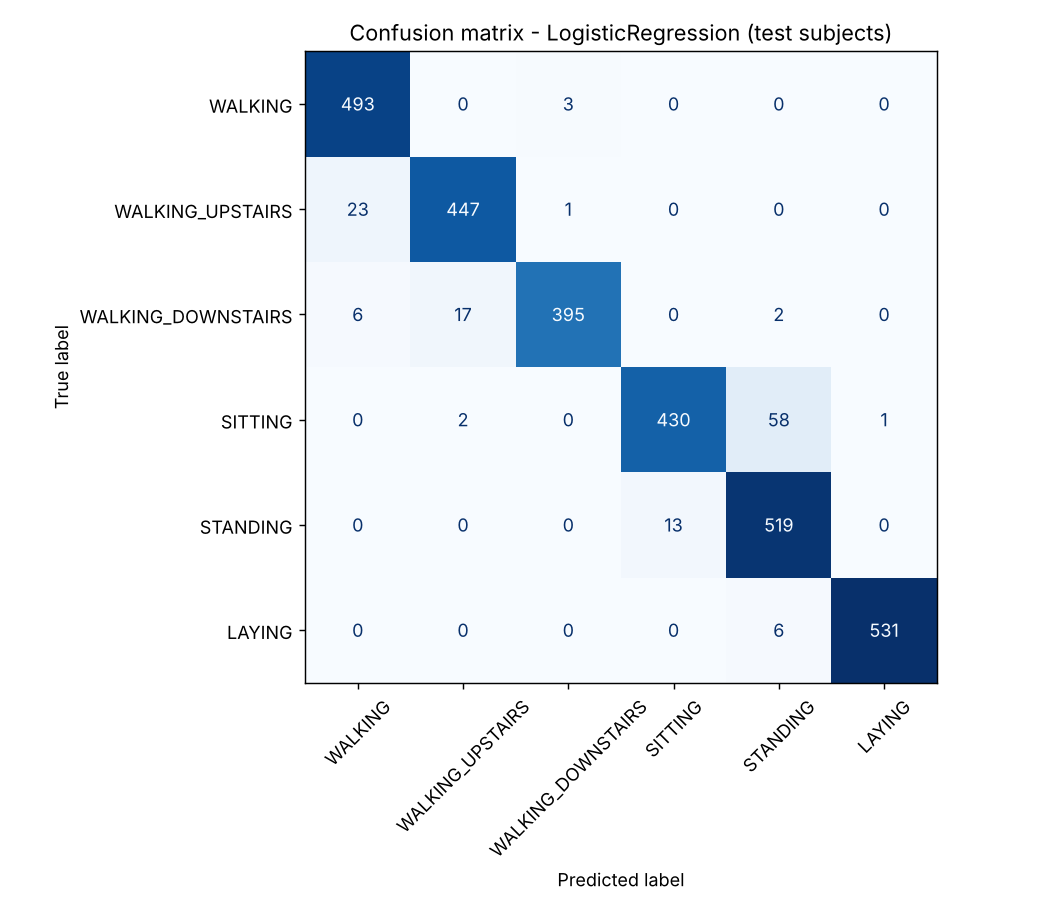 Confusion matrix - LogisticRegression (test subjects)
True label
WALKING 493 0 3 0 0 0
WALKING_UPSTAIRS 23 447 1 0 0 0
WALKING_DOWNSTAIRS 6 17 395 0 2 0
SITTING 0 2 0 430 58 1
STANDING 0 0 0 13 519 0
LAYING 0 0 0 0 6 531
WALKING WALKING_UPSTAIRS WALKING_DOWNSTAIRS SITTING STANDING LAYING
Predicted label